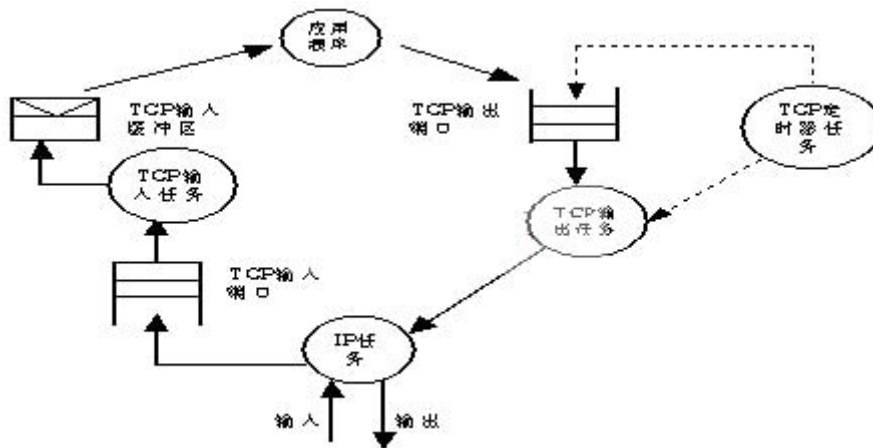 应用
程序
TCP输入
缓冲区
TCP输出
端口
TCP定
时器任
务
TCP输
入任务
TCP输
出任务
TCP输入
端口
IP任
务
输入
输出